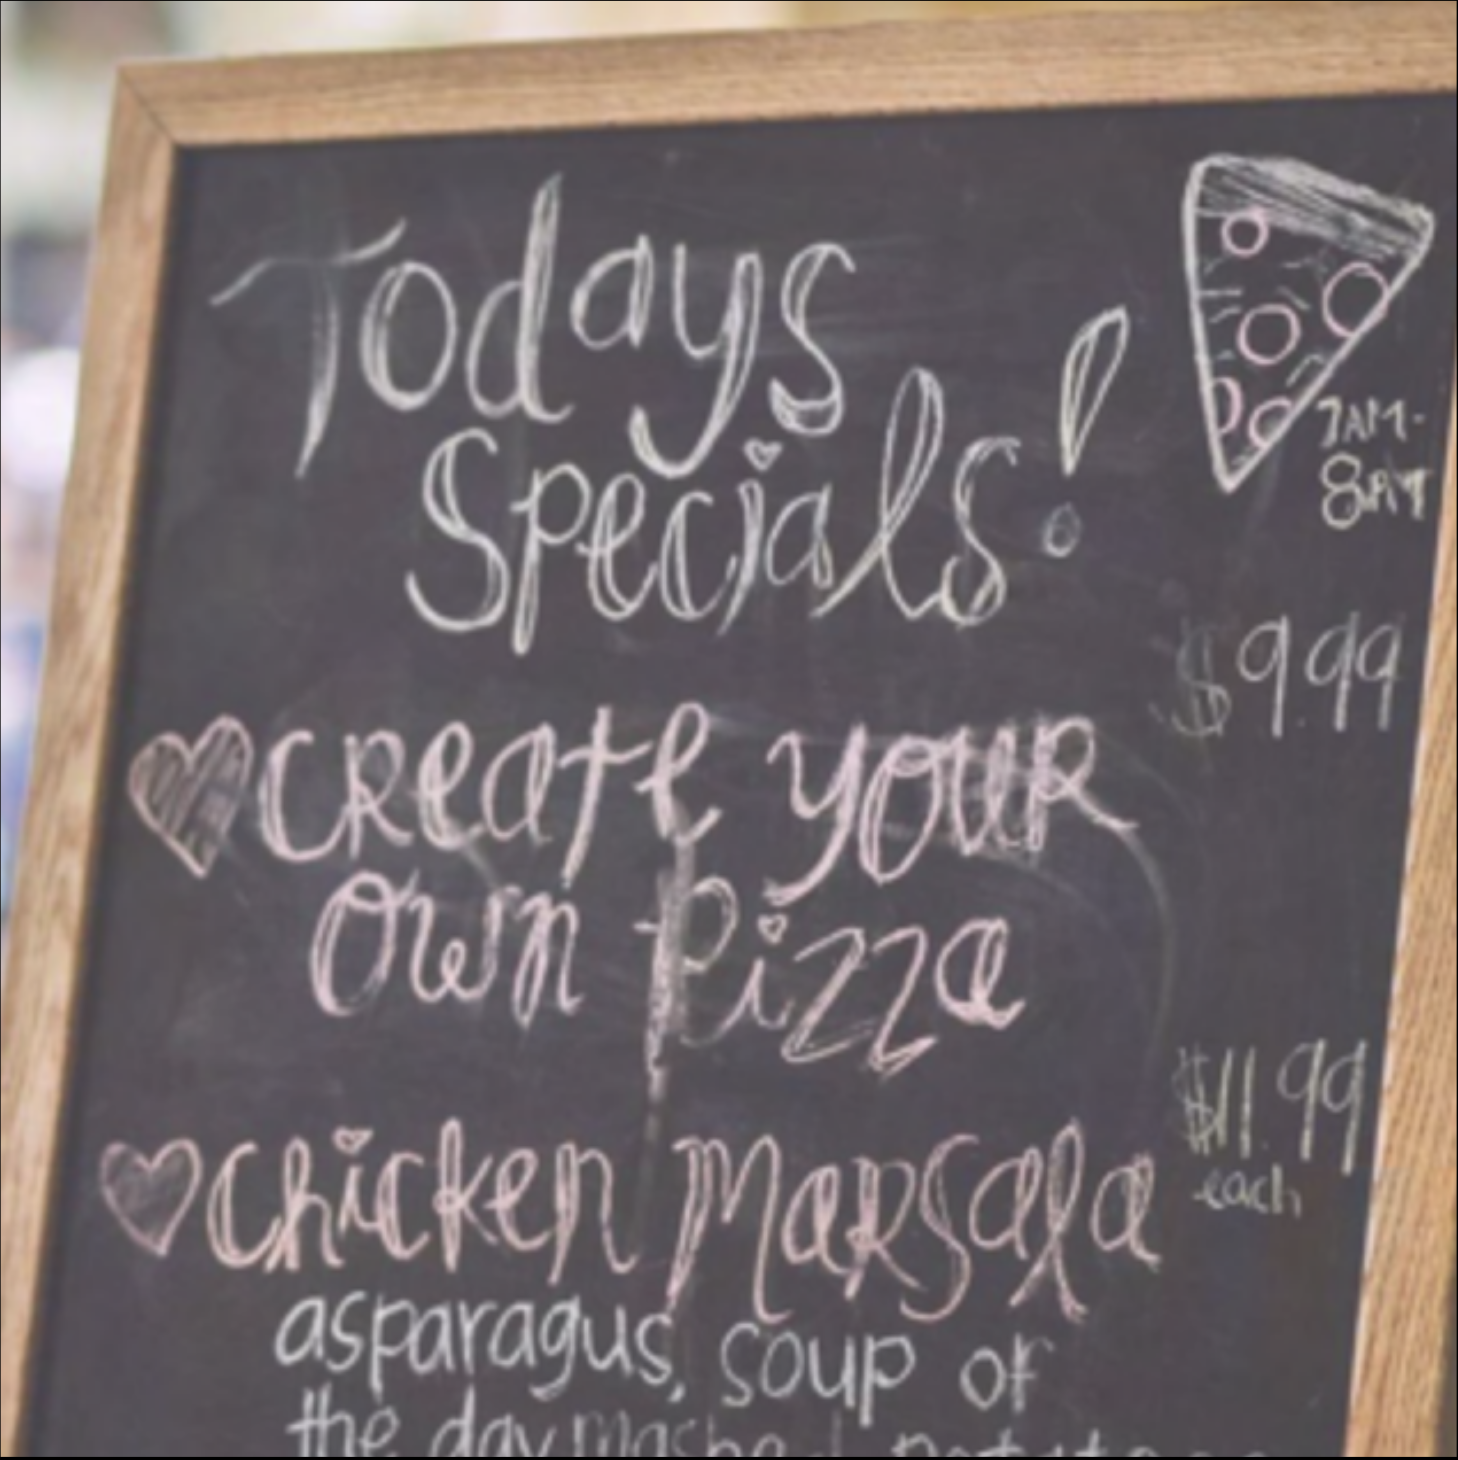 Todays
Specials!
7AM-
8PM
$9.99
create your
own pizza
$11.99
each
chicken marsala
asparagus, soup of
the day mashed potatoes